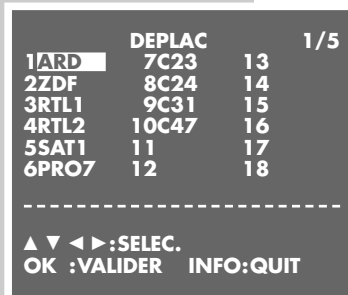 DEPLAC 1/5
1ARD 7C23 13
2ZDF 8C24 14
3RTL1 9C31 15
4RTL2 10C47 16
5SAT1 11 17
6PRO7 12 18
▲ ▼ ◄ ►:SELEC.
OK :VALIDER INFO:QUIT